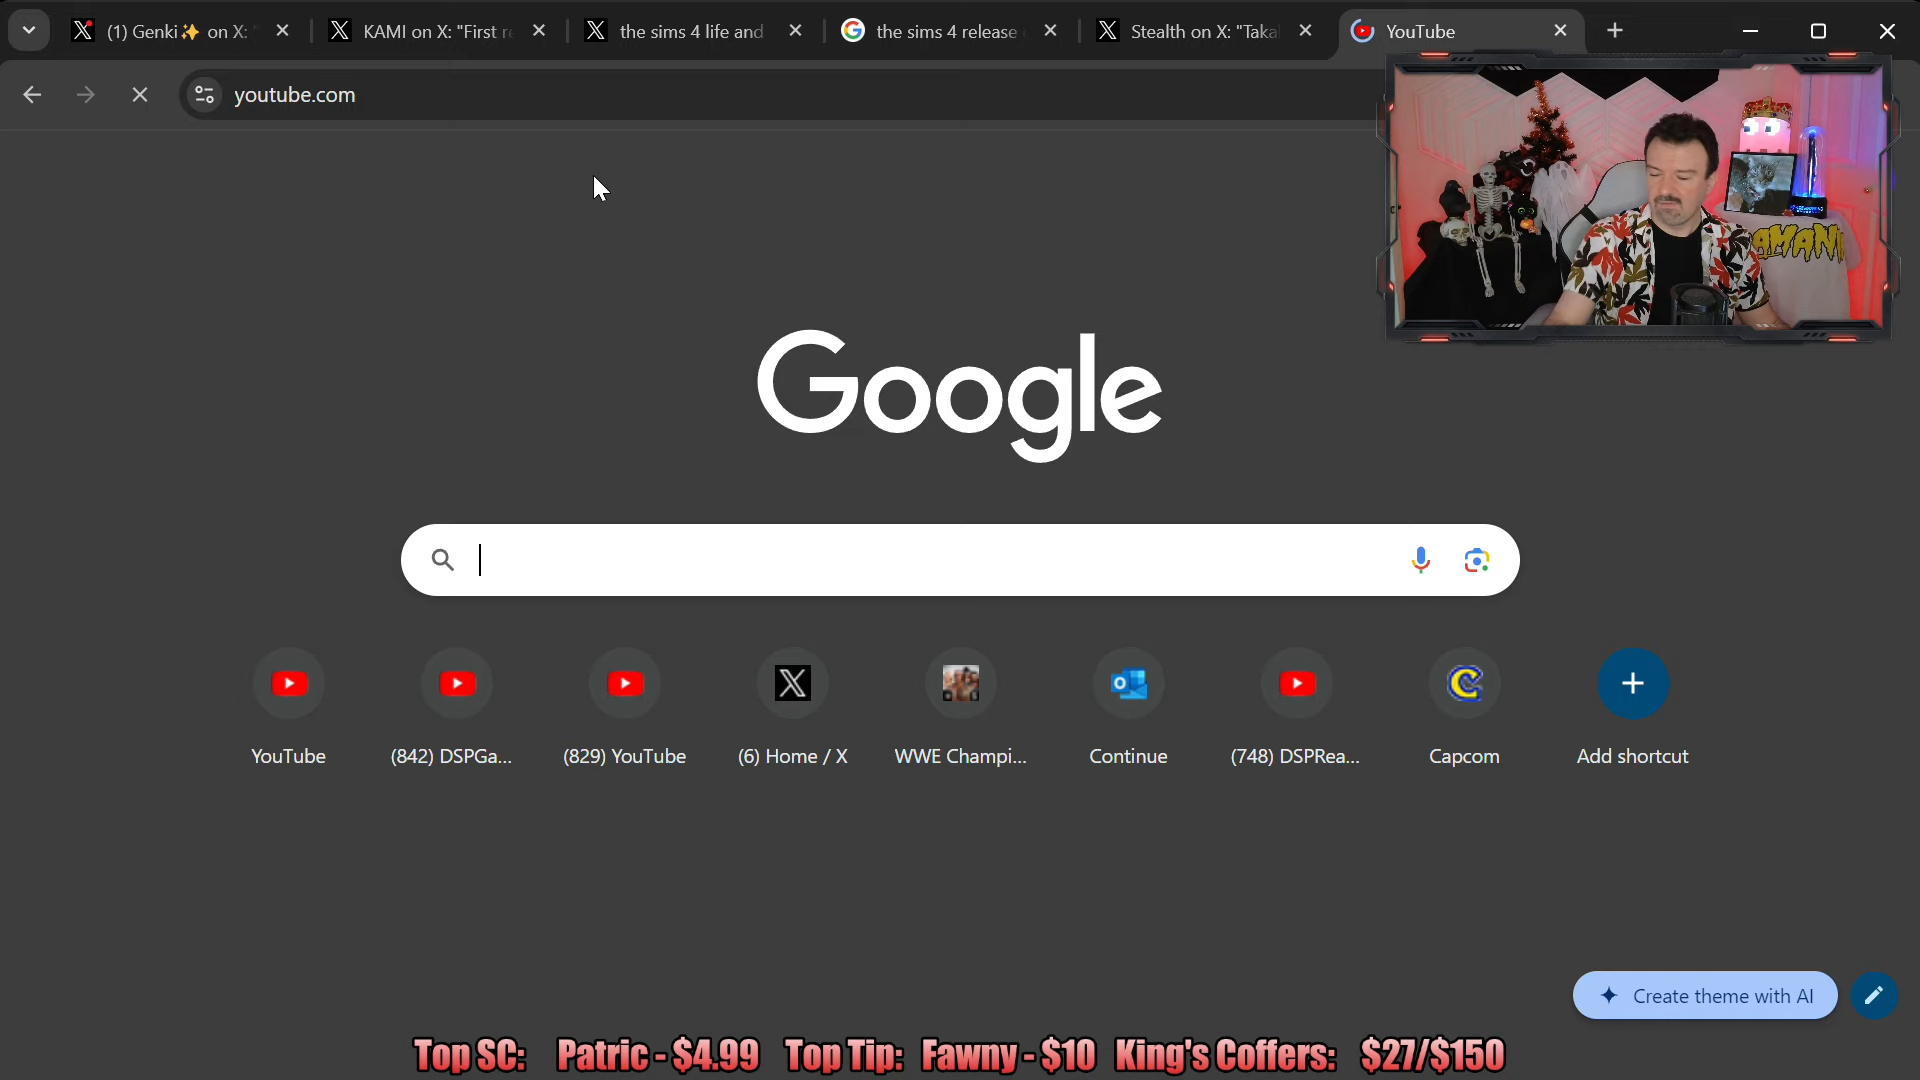 (1) Genki✨ on X: "
KAMI on X: "First re
the sims 4 life and
the sims 4 release
Stealth on X: "Taka
YouTube
youtube.com
AMANI
Google
YouTube
(842) DSPGa...
(829) YouTube
(6) Home / X
WWE Champi...
Continue
(748) DSPRea...
Capcom
Add shortcut
Create theme with AI
Top SC: Patric - $4.99 Top Tip: Fawny - $10 King's Coffers: $27/$150